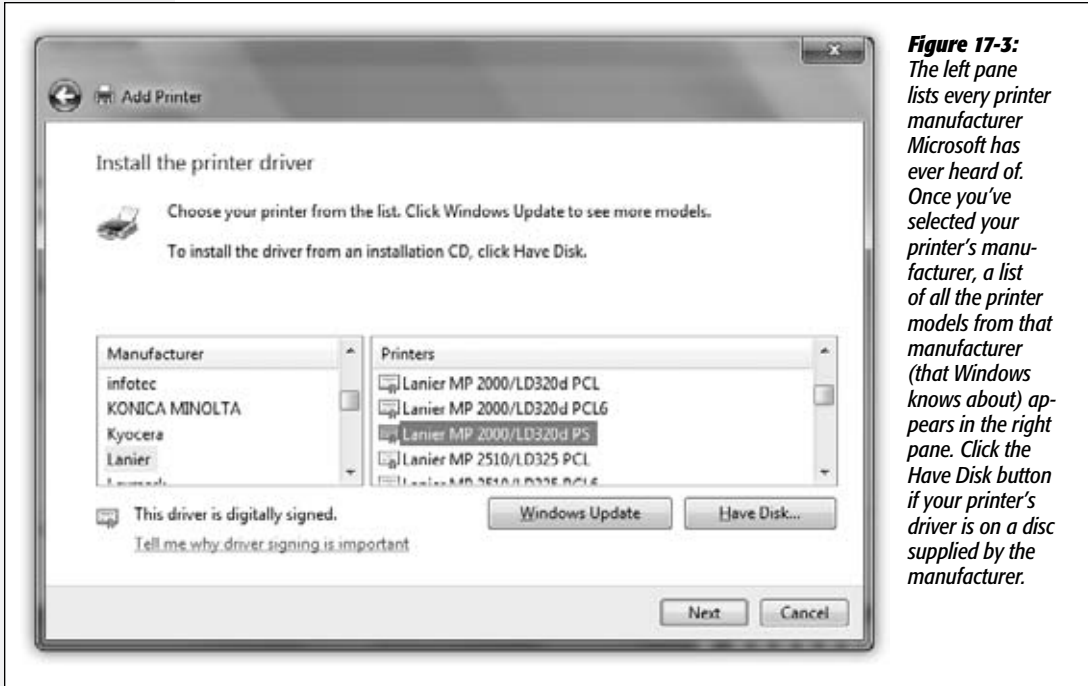 Add Printer
Install the printer driver
Choose your printer from the list. Click Windows Update to see more models.
To install the driver from an installation CD, click Have Disk.
Manufacturer
infotec
KONICA MINOLTA
Kyocera
Lanier
Printers
Lanier MP 2000/LD320d PCL
Lanier MP 2000/LD320d PCL6
Lanier MP 2000/LD320d PS
Lanier MP 2510/LD325 PCL
Lanier MP 2510/LD325 PCL6
This driver is digitally signed.
Tell me why driver signing is important
Windows Update
Have Disk...
Next
Cancel
Figure 17-3:
The left pane
lists every printer
manufacturer
Microsoft has
ever heard of.
Once you've
selected your
printer's manu-
facturer, a list
of all the printer
models from that
manufacturer
(that Windows
knows about) ap-
pears in the right
pane. Click the
Have Disk button
if your printer's
driver is on a disc
supplied by the
manufacturer.